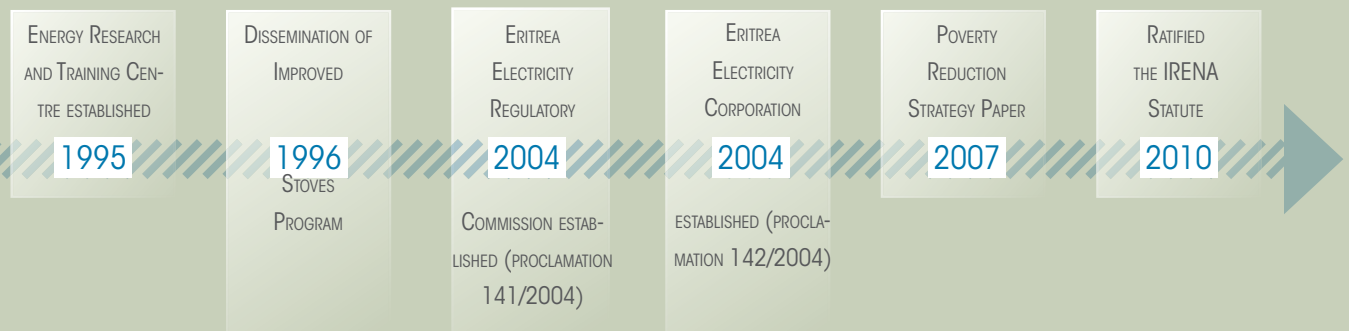 Energy Research
and Training Cen-
tre established
1995
Dissemination of
Improved
1996
Stoves
Program
Eritrea
Electricity
Regulatory
2004
Commission estab-
lished (proclamation
141/2004)
Eritrea
Electricity
Corporation
2004
established (procla-
mation 142/2004)
Poverty
Reduction
Strategy Paper
2007
Ratified
the IRENA
Statute
2010